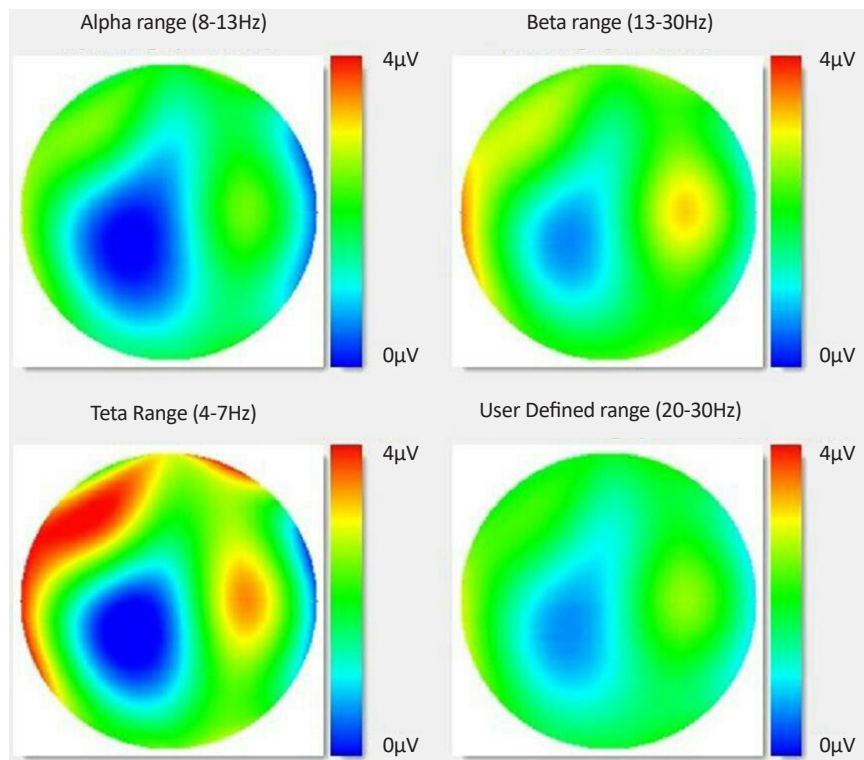 Alpha range (8-13Hz)
4µV
0µV
Beta range (13-30Hz)
4µV
0µV
Teta Range (4-7Hz)
4µV
0µV
User Defined range (20-30Hz)
4µV
0µV